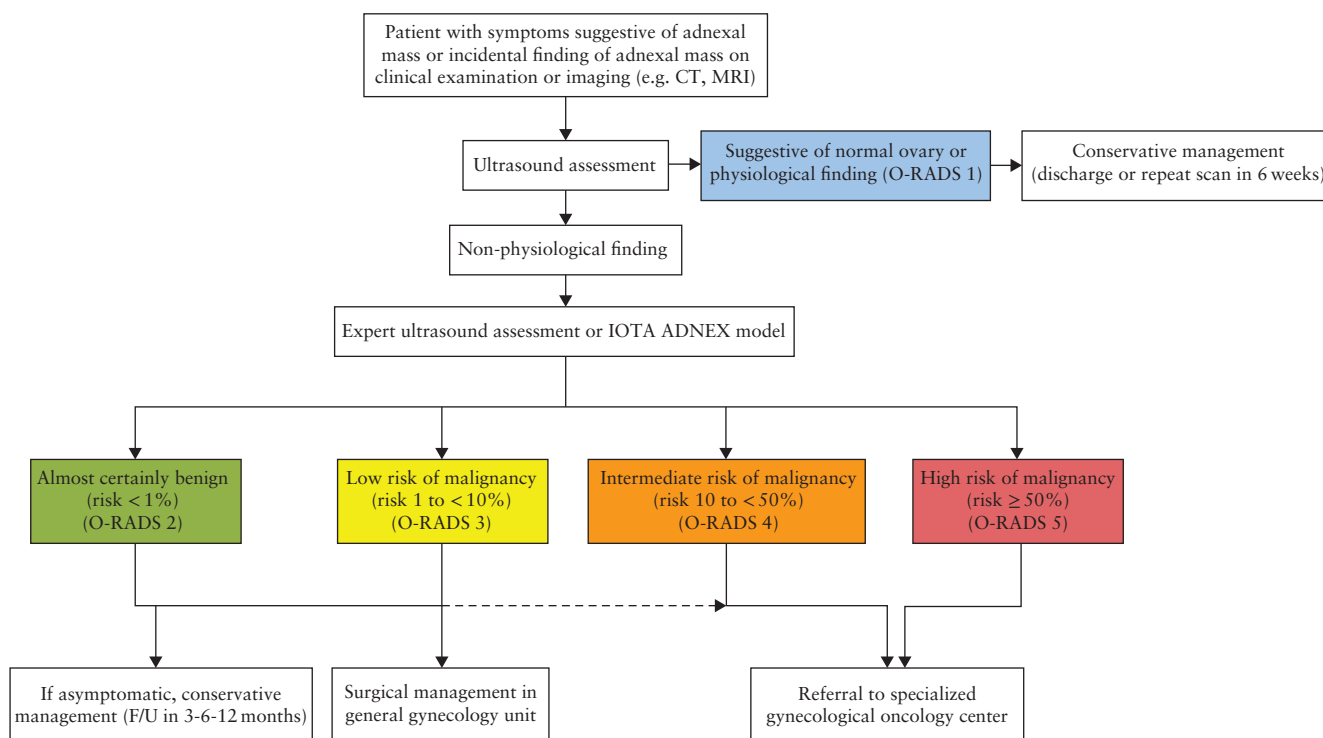 Patient with symptoms suggestive of adnexal
mass or incidental finding of adnexal mass on
clinical examination or imaging (e.g. CT, MRI)
Ultrasound assessment
Suggestive of normal ovary or
physiological finding (O-RADS 1)
Conservative management
(discharge or repeat scan in 6 weeks)
Non-physiological finding
Expert ultrasound assessment or IOTA ADNEX model
Almost certainly benign
(risk < 1%)
(O-RADS 2)
Low risk of malignancy
(risk 1 to < 10%)
(O-RADS 3)
Intermediate risk of malignancy
(risk 10 to < 50%)
(O-RADS 4)
High risk of malignancy
(risk ≥ 50%)
(O-RADS 5)
If asymptomatic, conservative
management (F/U in 3-6-12 months)
Surgical management in
general gynecology unit
Referral to specialized
gynecological oncology center